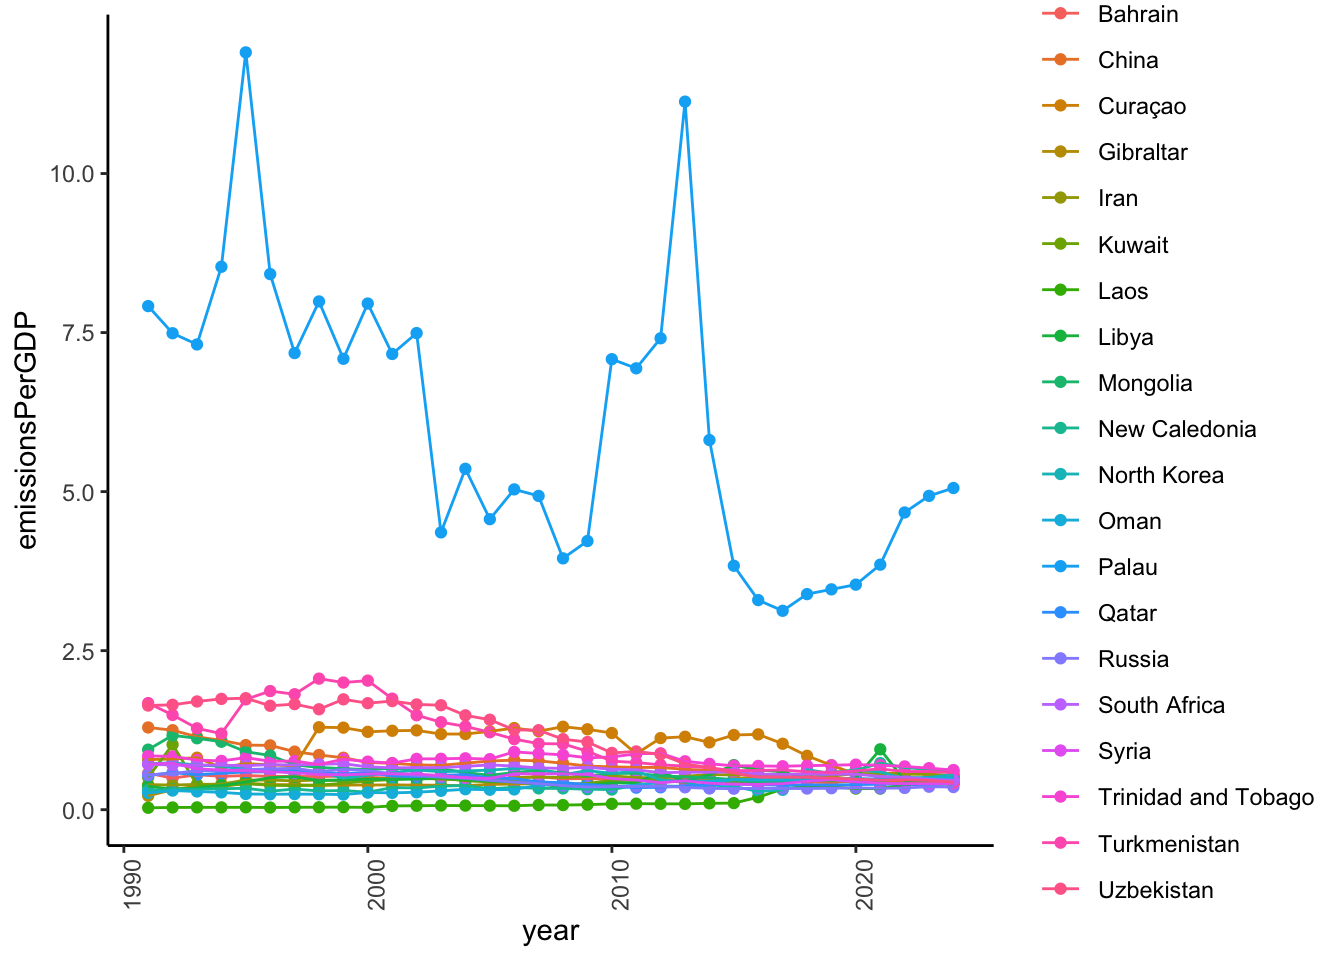 emissionsPerGDP
10.0
7.5
5.0
2.5
0.0
1990
2000
2010
2020
year
Bahrain
China
Curaçao
Gibraltar
Iran
Kuwait
Laos
Libya
Mongolia
New Caledonia
North Korea
Oman
Palau
Qatar
Russia
South Africa
Syria
Trinidad and Tobago
Turkmenistan
Uzbekistan